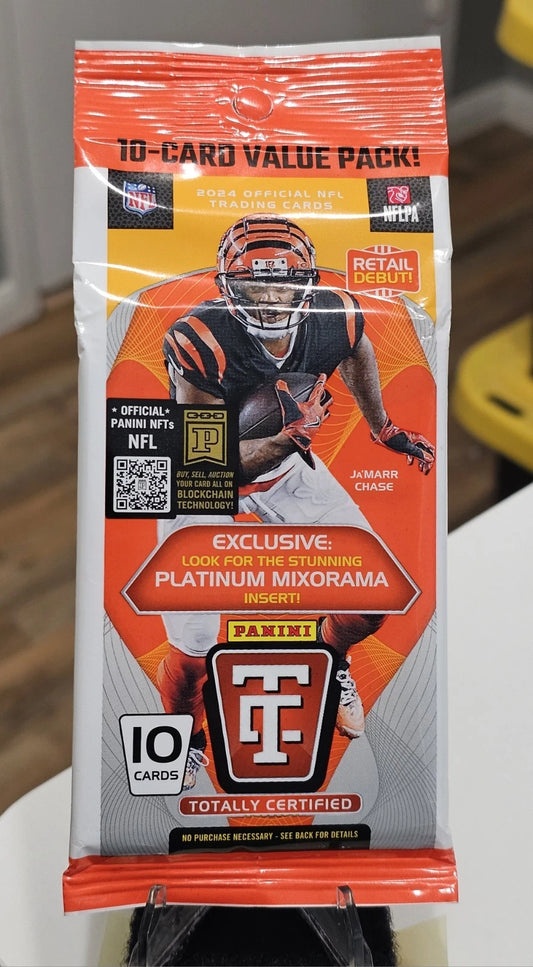 10-CARD VALUE PACK!
NFL
2024 OFFICIAL NFL
TRADING CARDS
NFLPA
RETAIL
DEBUT!
* OFFICIAL *
PANINI NFTs
NFL
P
BUY, SELL, AUCTION
YOUR CARD ALL ON
BLOCKCHAIN
TECHNOLOGY!
JA'MARR
CHASE
EXCLUSIVE:
LOOK FOR THE STUNNING
PLATINUM MIXORAMA
INSERT!
PANINI
TC
10
CARDS
TOTALLY CERTIFIED
NO PURCHASE NECESSARY - SEE BACK FOR DETAILS